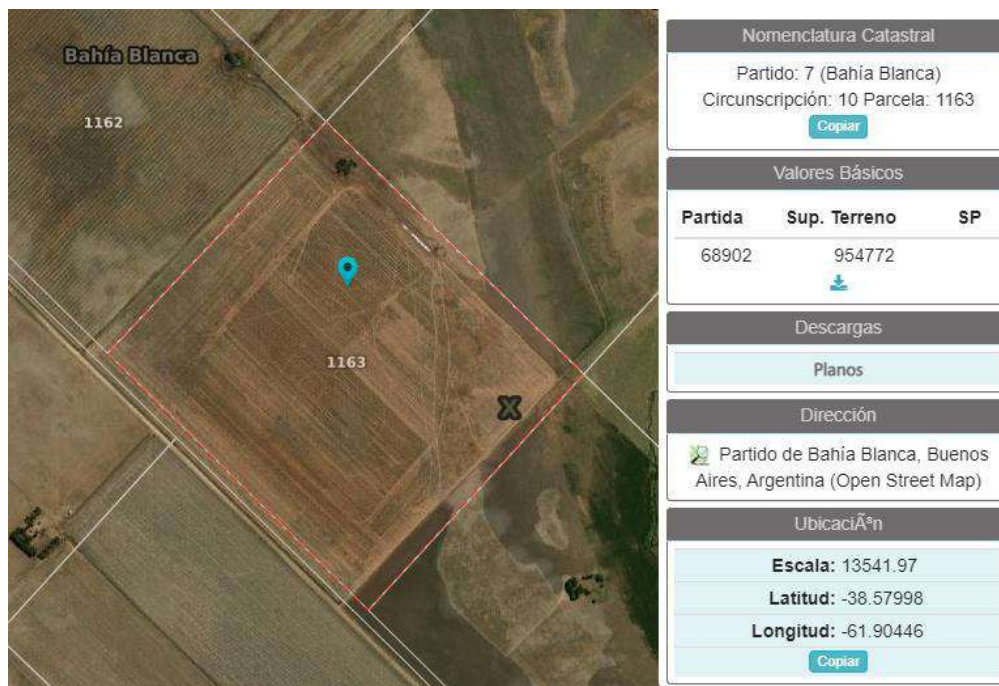 Bahía Blanca
1162
1163
X
Nomenclatura Catastral
Partido: 7 (Bahía Blanca)
Circunscripción: 10 Parcela: 1163
Copiar
Valores Básicos
Partida Sup. Terreno SP
68902 954772
Descargas
Planos
Dirección
Partido de Bahía Blanca, Buenos
Aires, Argentina (Open Street Map)
UbicaciÃ³n
Escala: 13541.97
Latitud: -38.57998
Longitud: -61.90446
Copiar